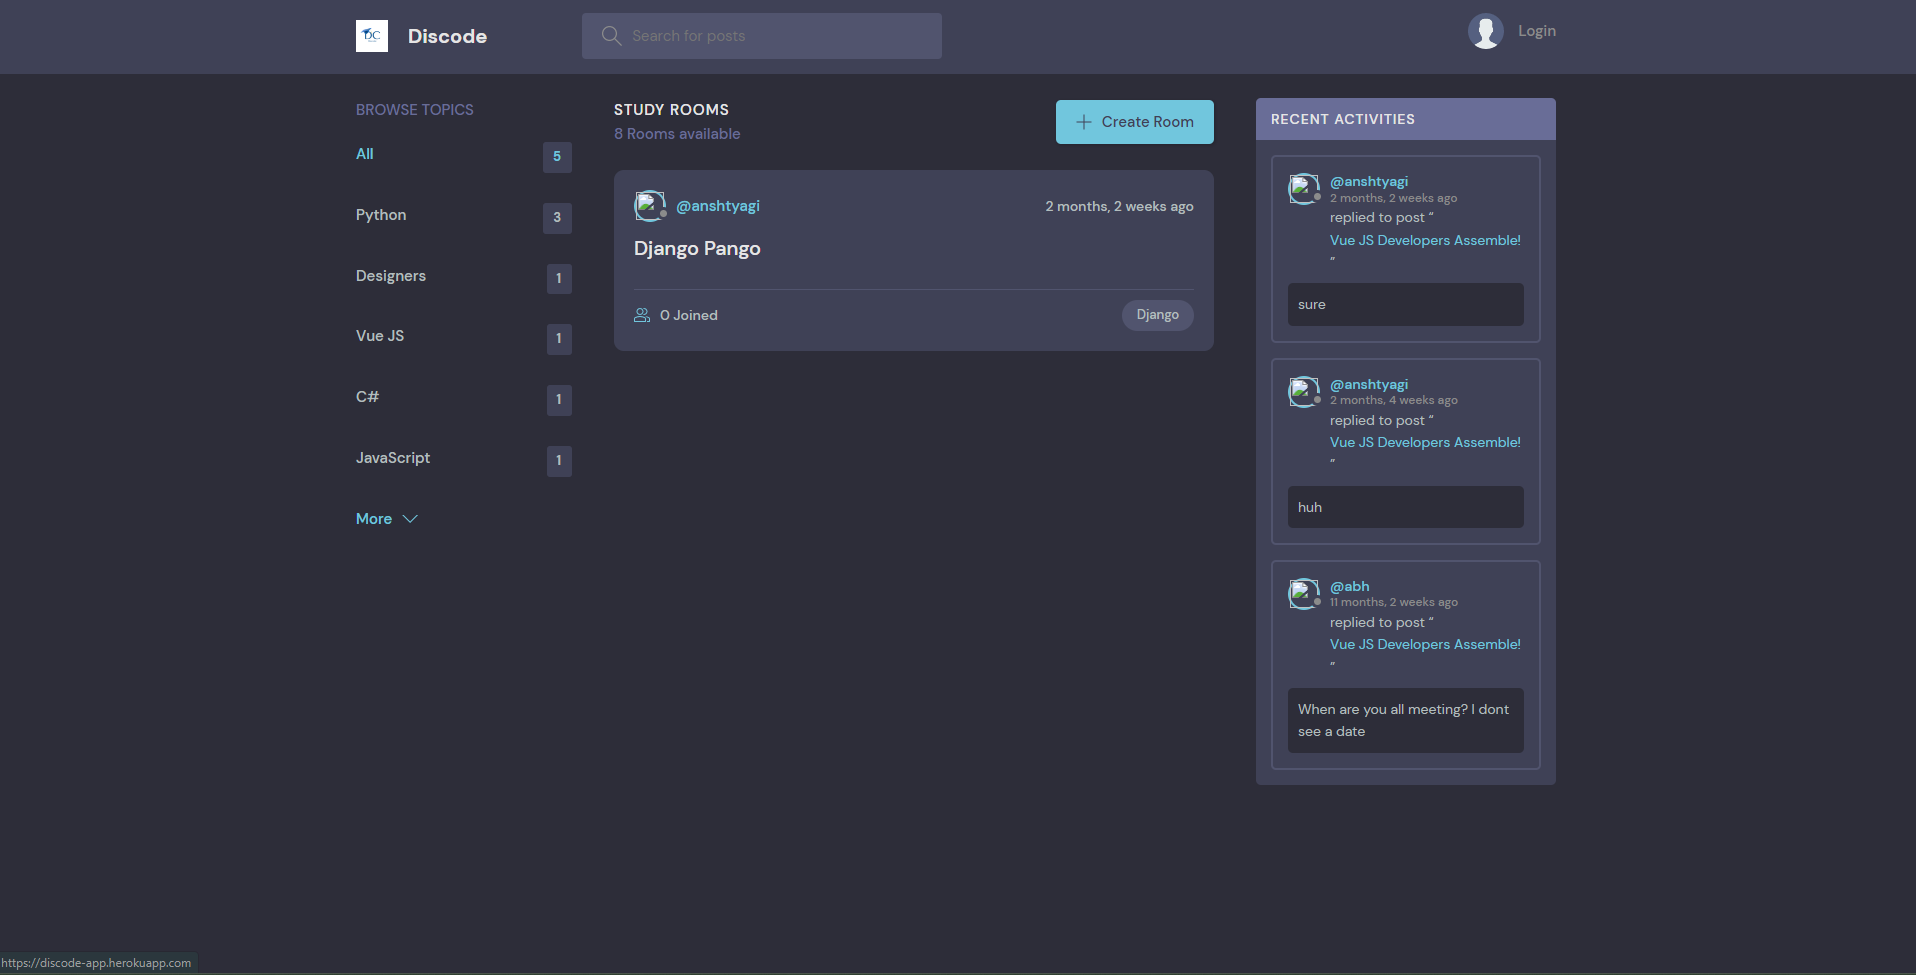 DC
Discode
Search for posts
Login
BROWSE TOPICS
All
5
Python
3
Designers
1
Vue JS
1
C#
1
JavaScript
1
More
STUDY ROOMS
8 Rooms available
Create Room
@anshtyagi
2 months, 2 weeks ago
Django Pango
0 Joined
Django
RECENT ACTIVITIES
@anshtyagi
2 months, 2 weeks ago
replied to post “
Vue JS Developers Assemble!
”
sure
@anshtyagi
2 months, 4 weeks ago
replied to post “
Vue JS Developers Assemble!
”
huh
@abh
11 months, 2 weeks ago
replied to post “
Vue JS Developers Assemble!
”
When are you all meeting? I dont
see a date
https://discode-app.herokuapp.com